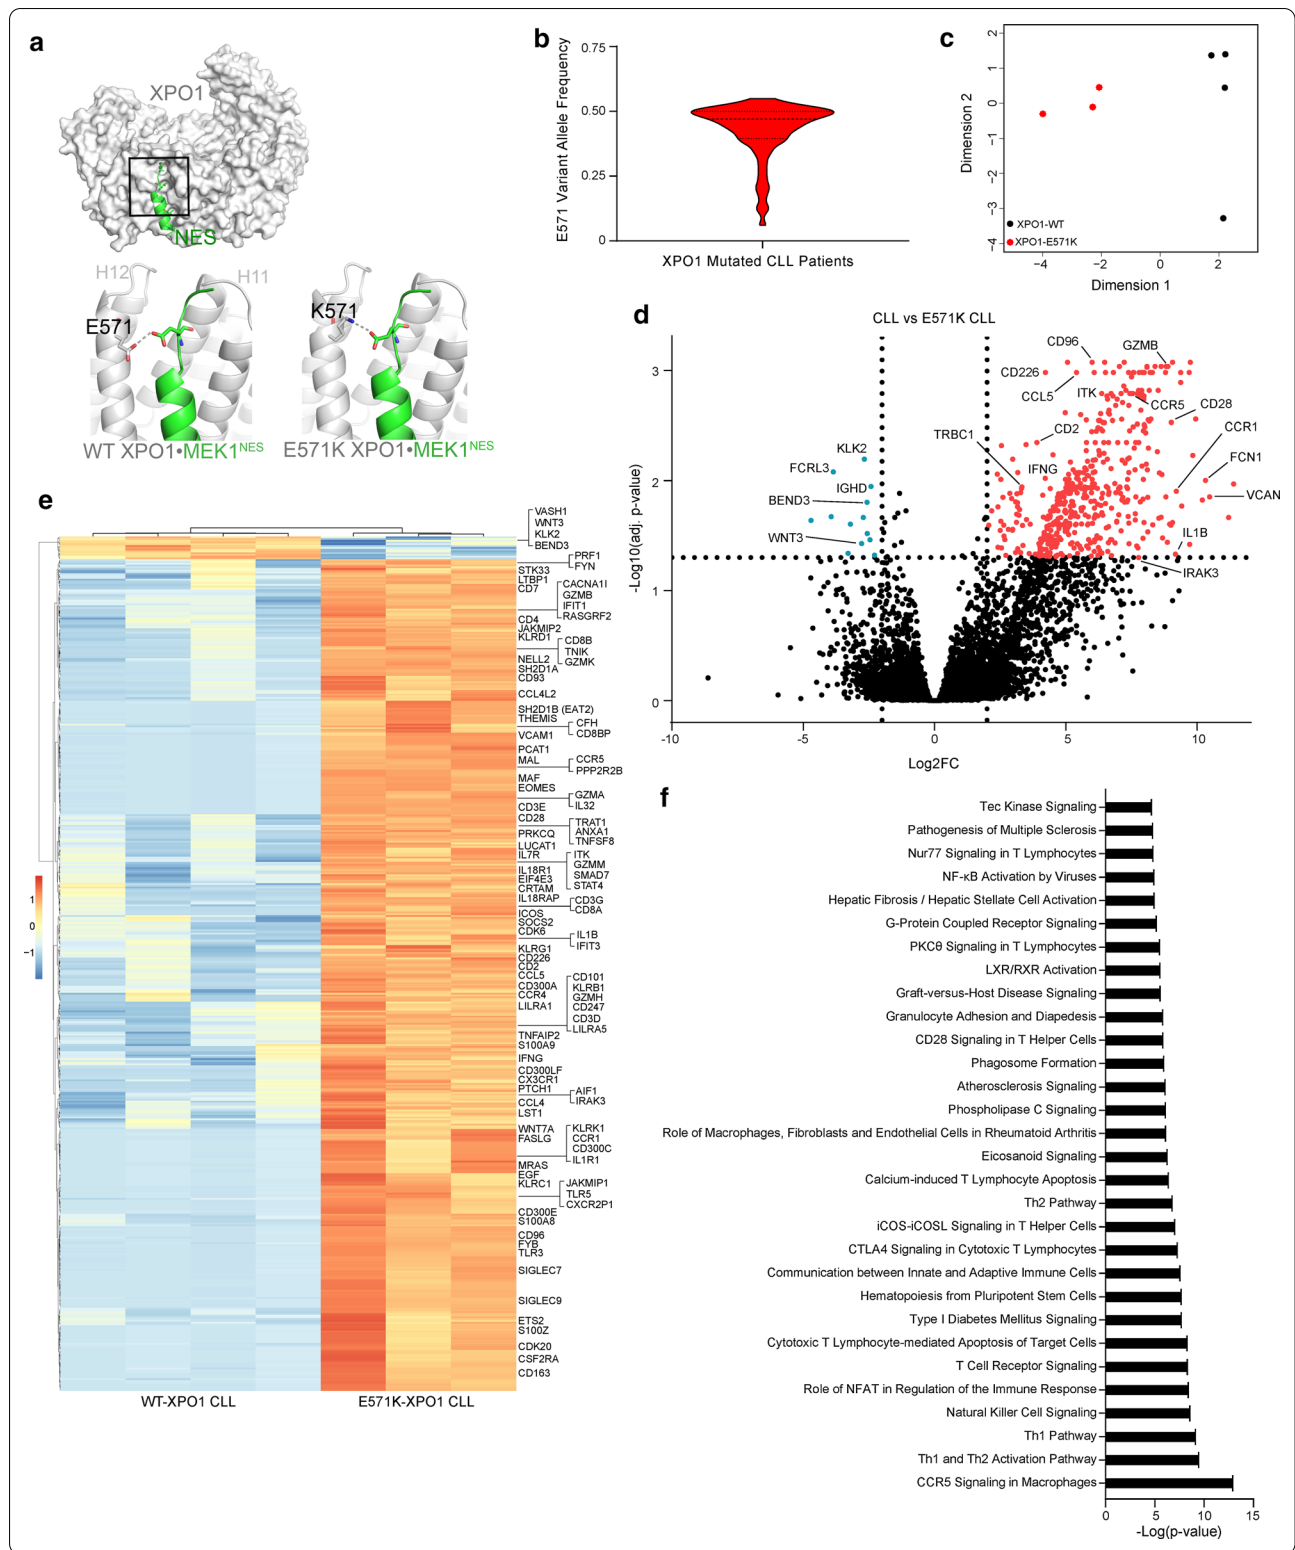 a
XPO1
NES
H12
H11
E571
K571
WT XPO1•MEK1NES
E571K XPO1•MEK1NES
b
E571 Variant Allele Frequency
0.75
0.50
0.25
0
XPO1 Mutated CLL Patients
c
Dimension 2
2
1
0
−1
−2
−3
−4
XPO1-WT
XPO1-E571K
−4
−2
0
2
Dimension 1
d
CLL vs E571K CLL
-Log10(adj. p-value)
3
2
1
0
CD96
GZMB
CD226
CCL5
ITK
CCR5
CD28
TRBC1
CD2
CCR1
KLK2
FCRL3
IFNG
FCN1
IGHD
BEND3
VCAN
WNT3
IL1B
IRAK3
-10
-5
0
5
10
Log2FC
e
VASH1
WNT3
KLK2
BEND3
PRF1
FYN
STK33
LTBP1
CD7
CACNA1I
GZMB
IFIT1
RASGRF2
CD4
JAKMIP2
KLRD1
CD8B
TNIK
GZMK
NELL2
SH2D1A
CD93
CCL4L2
SH2D1B (EAT2)
THEMIS
CFH
CD8BP
VCAM1
PCAT1
MAL
CCR5
PPP2R2B
MAF
EOMES
GZMA
IL32
CD3E
CD28
TRAT1
ANXA1
TNFSF8
PRKCQ
LUCAT1
IL7R
ITK
GZMM
SMAD7
STAT4
IL18R1
EIF4E3
CRTAM
IL18RAP
CD3G
CD8A
ICOS
SOCS2
CDK6
IL1B
IFIT3
KLRG1
CD226
CD2
CCL5
CD300A
CCR4
LILRA1
CD101
KLRB1
GZMH
CD247
CD3D
LILRA5
TNFAIP2
S100A9
IFNG
CD300LF
CX3CR1
PTCH1
AIF1
IRAK3
CCL4
LST1
WNT7A
FASLG
KLRK1
CCR1
CD300C
IL1R1
MRAS
EGF
KLRC1
JAKMIP1
TLR5
CXCR2P1
CD300E
S100A8
CD96
FYB
TLR3
SIGLEC7
SIGLEC9
ETS2
S100Z
CDK20
CSF2RA
CD163
1
0
−1
WT-XPO1 CLL
E571K-XPO1 CLL
f
Tec Kinase Signaling
Pathogenesis of Multiple Sclerosis
Nur77 Signaling in T Lymphocytes
NF-κB Activation by Viruses
Hepatic Fibrosis / Hepatic Stellate Cell Activation
G-Protein Coupled Receptor Signaling
PKCθ Signaling in T Lymphocytes
LXR/RXR Activation
Graft-versus-Host Disease Signaling
Granulocyte Adhesion and Diapedesis
CD28 Signaling in T Helper Cells
Phagosome Formation
Atherosclerosis Signaling
Phospholipase C Signaling
Role of Macrophages, Fibroblasts and Endothelial Cells in Rheumatoid Arthritis
Eicosanoid Signaling
Calcium-induced T Lymphocyte Apoptosis
Th2 Pathway
iCOS-iCOSL Signaling in T Helper Cells
CTLA4 Signaling in Cytotoxic T Lymphocytes
Communication between Innate and Adaptive Immune Cells
Hematopoiesis from Pluripotent Stem Cells
Type I Diabetes Mellitus Signaling
Cytotoxic T Lymphocyte-mediated Apoptosis of Target Cells
T Cell Receptor Signaling
Role of NFAT in Regulation of the Immune Response
Natural Killer Cell Signaling
Th1 Pathway
Th1 and Th2 Activation Pathway
CCR5 Signaling in Macrophages
0
5
10
15
-Log(p-value)